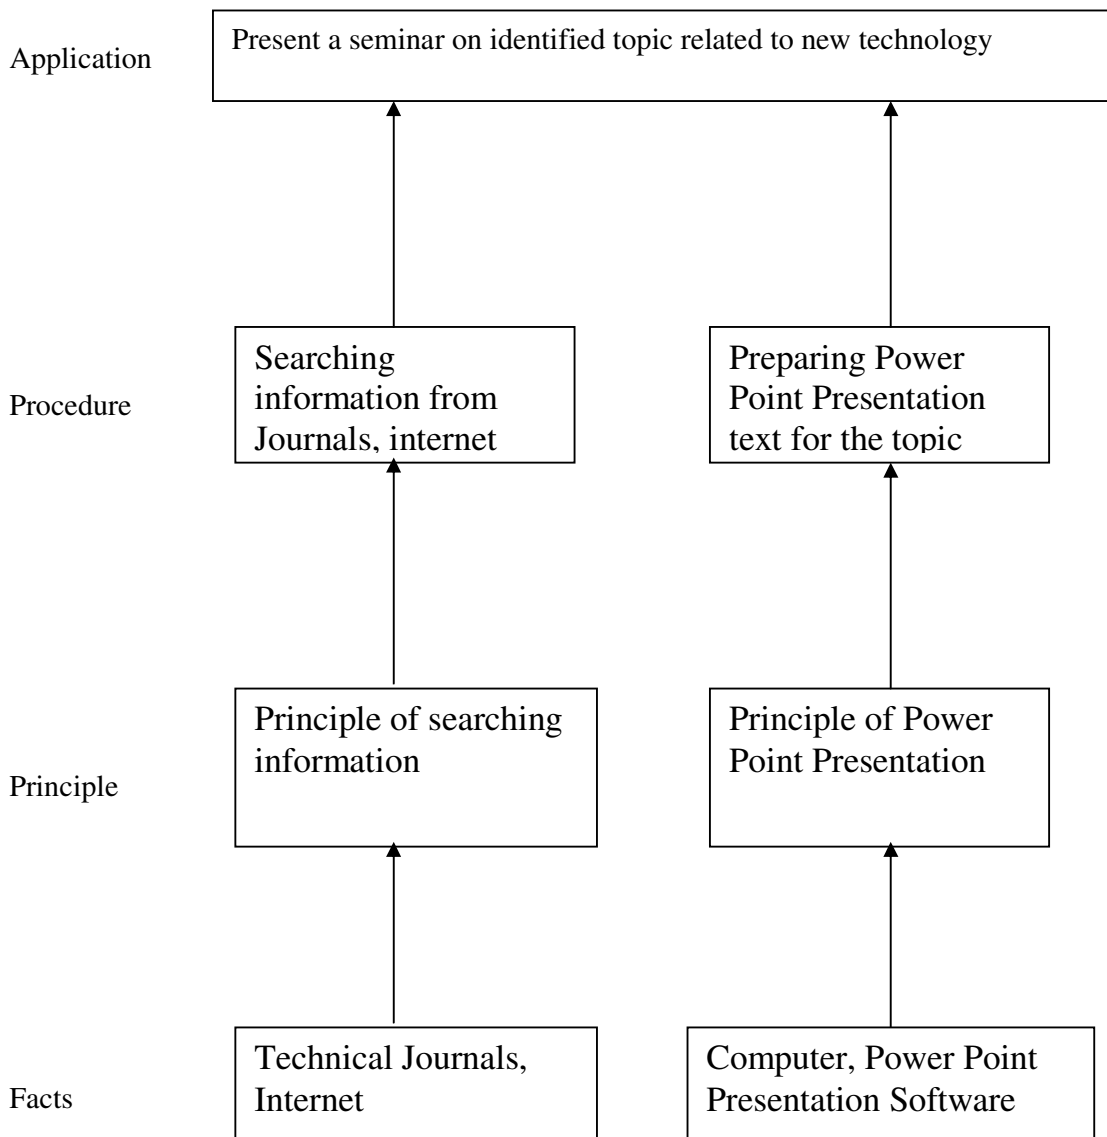 Application
Present a seminar on identified topic related to new technology
Procedure
Searching
information from
Journals, internet
Preparing Power
Point Presentation
text for the topic
Principle
Principle of searching
information
Principle of Power
Point Presentation
Facts
Technical Journals,
Internet
Computer, Power Point
Presentation Software